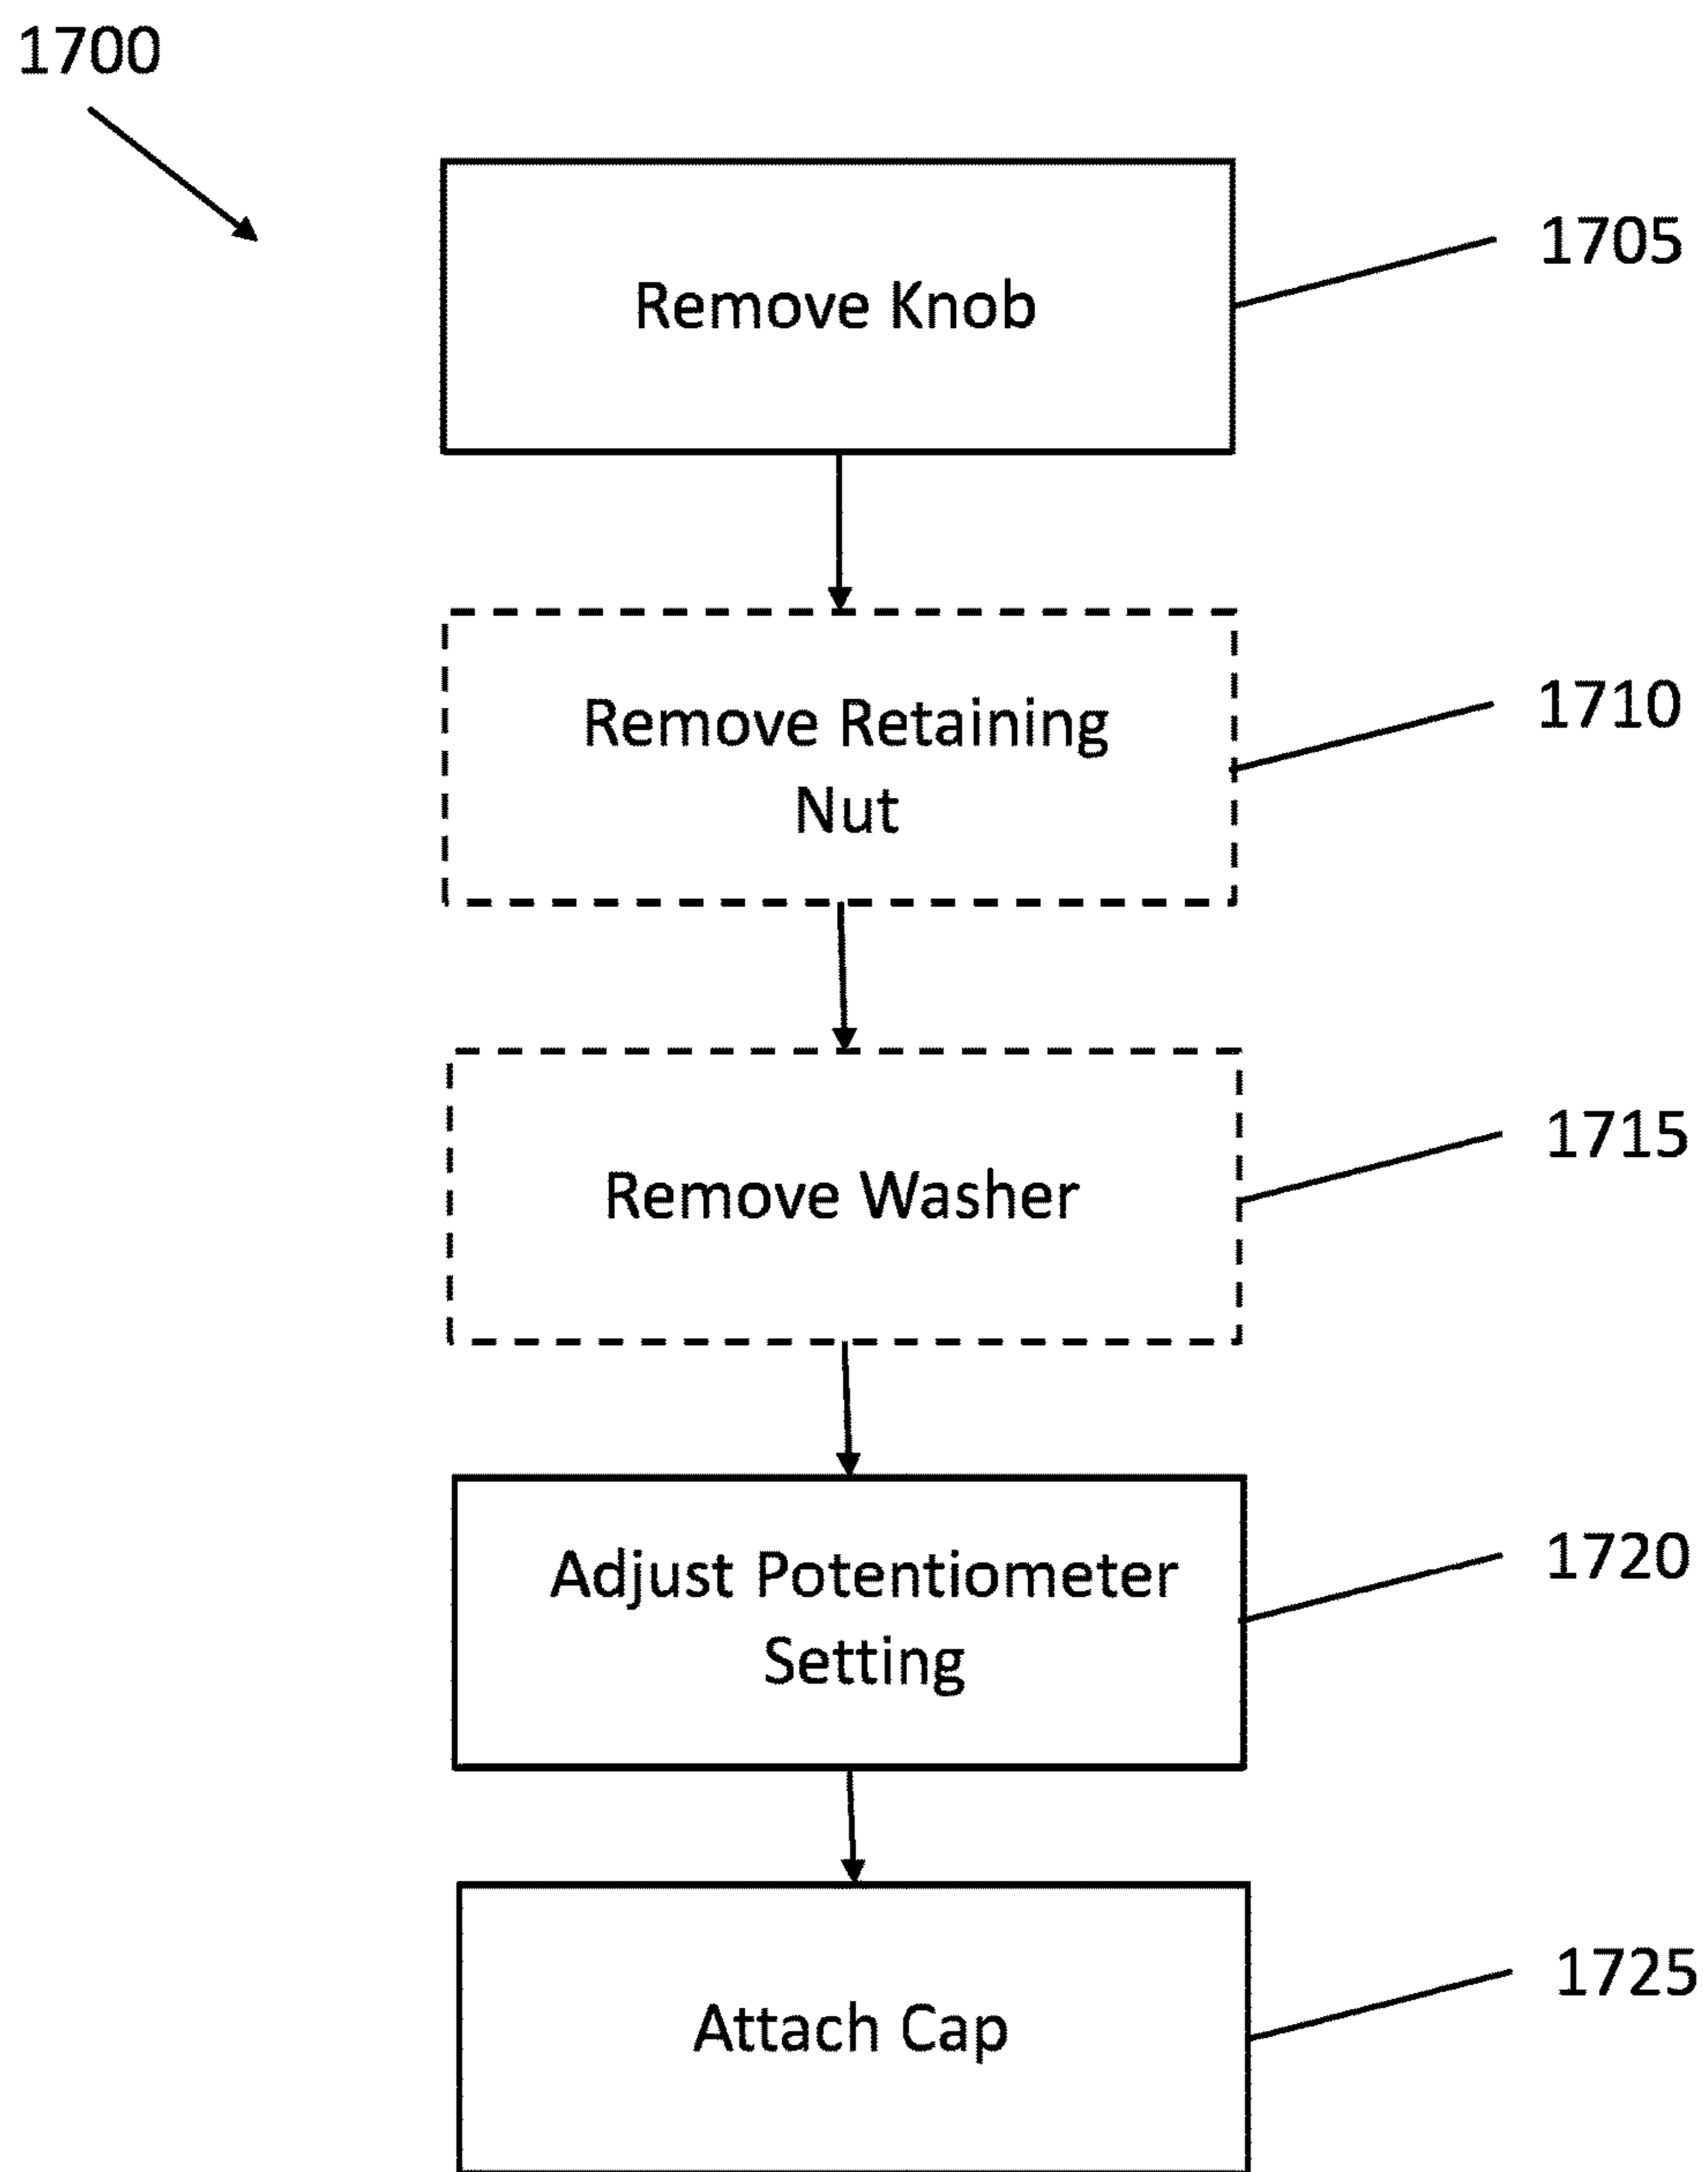 1700
Remove Knob
1705
Remove Retaining
Nut
1710
Remove Washer
1715
Adjust Potentiometer
Setting
1720
Attach Cap
1725